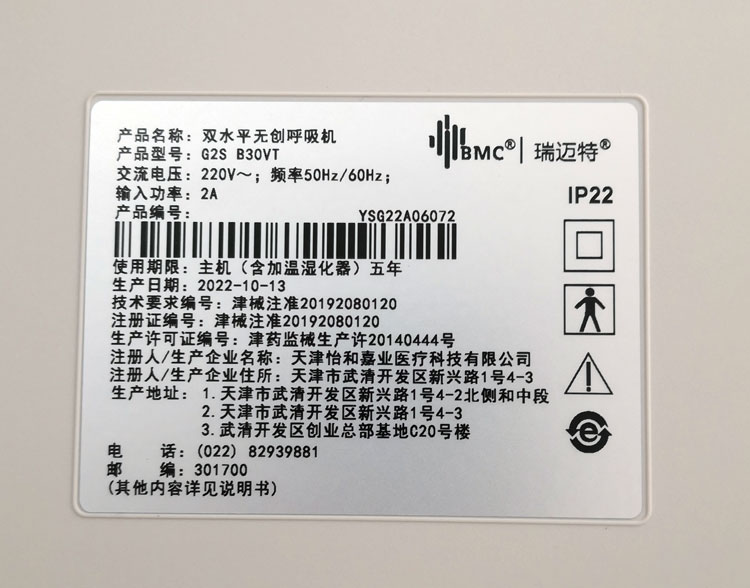 BMC® | 瑞迈特®
产品名称：双水平无创呼吸机
产品型号：G2S B30VT
交流电压：220V～；频率50Hz/60Hz；
输入功率：2A
产品编号：
YSG22A06072
IP22
使用期限：主机（含加温湿化器）五年
生产日期：2022-10-13
技术要求编号：津械注准20192080120
注册证编号：津械注准20192080120
生产许可证编号：津药监械生产许20140444号
注册人/生产企业名称：天津怡和嘉业医疗科技有限公司
注册人/生产企业住所：天津市武清开发区新兴路1号4-3
生产地址：1.天津市武清开发区新兴路1号4-2北侧和中段
2.天津市武清开发区新兴路1号4-3
3.武清开发区创业总部基地C20号楼
电 话：(022) 82939881
邮 编：301700
(其他内容详见说明书)
e